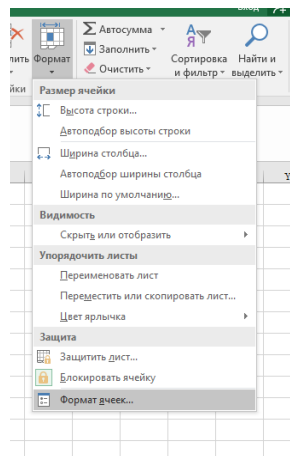 Вход
Σ Автосумма
Заполнить
Очистить
Формат
Сортировка и фильтр
Найти и выделить
Размер ячейки
Высота строки...
Автоподбор высоты строки
Ширина столбца...
Автоподбор ширины столбца
Ширина по умолчанию...
Видимость
Скрыть или отобразить
Упорядочить листы
Переименовать лист
Переместить или скопировать лист...
Цвет ярлычка
Защита
Защитить лист...
Блокировать ячейку
Формат ячеек...